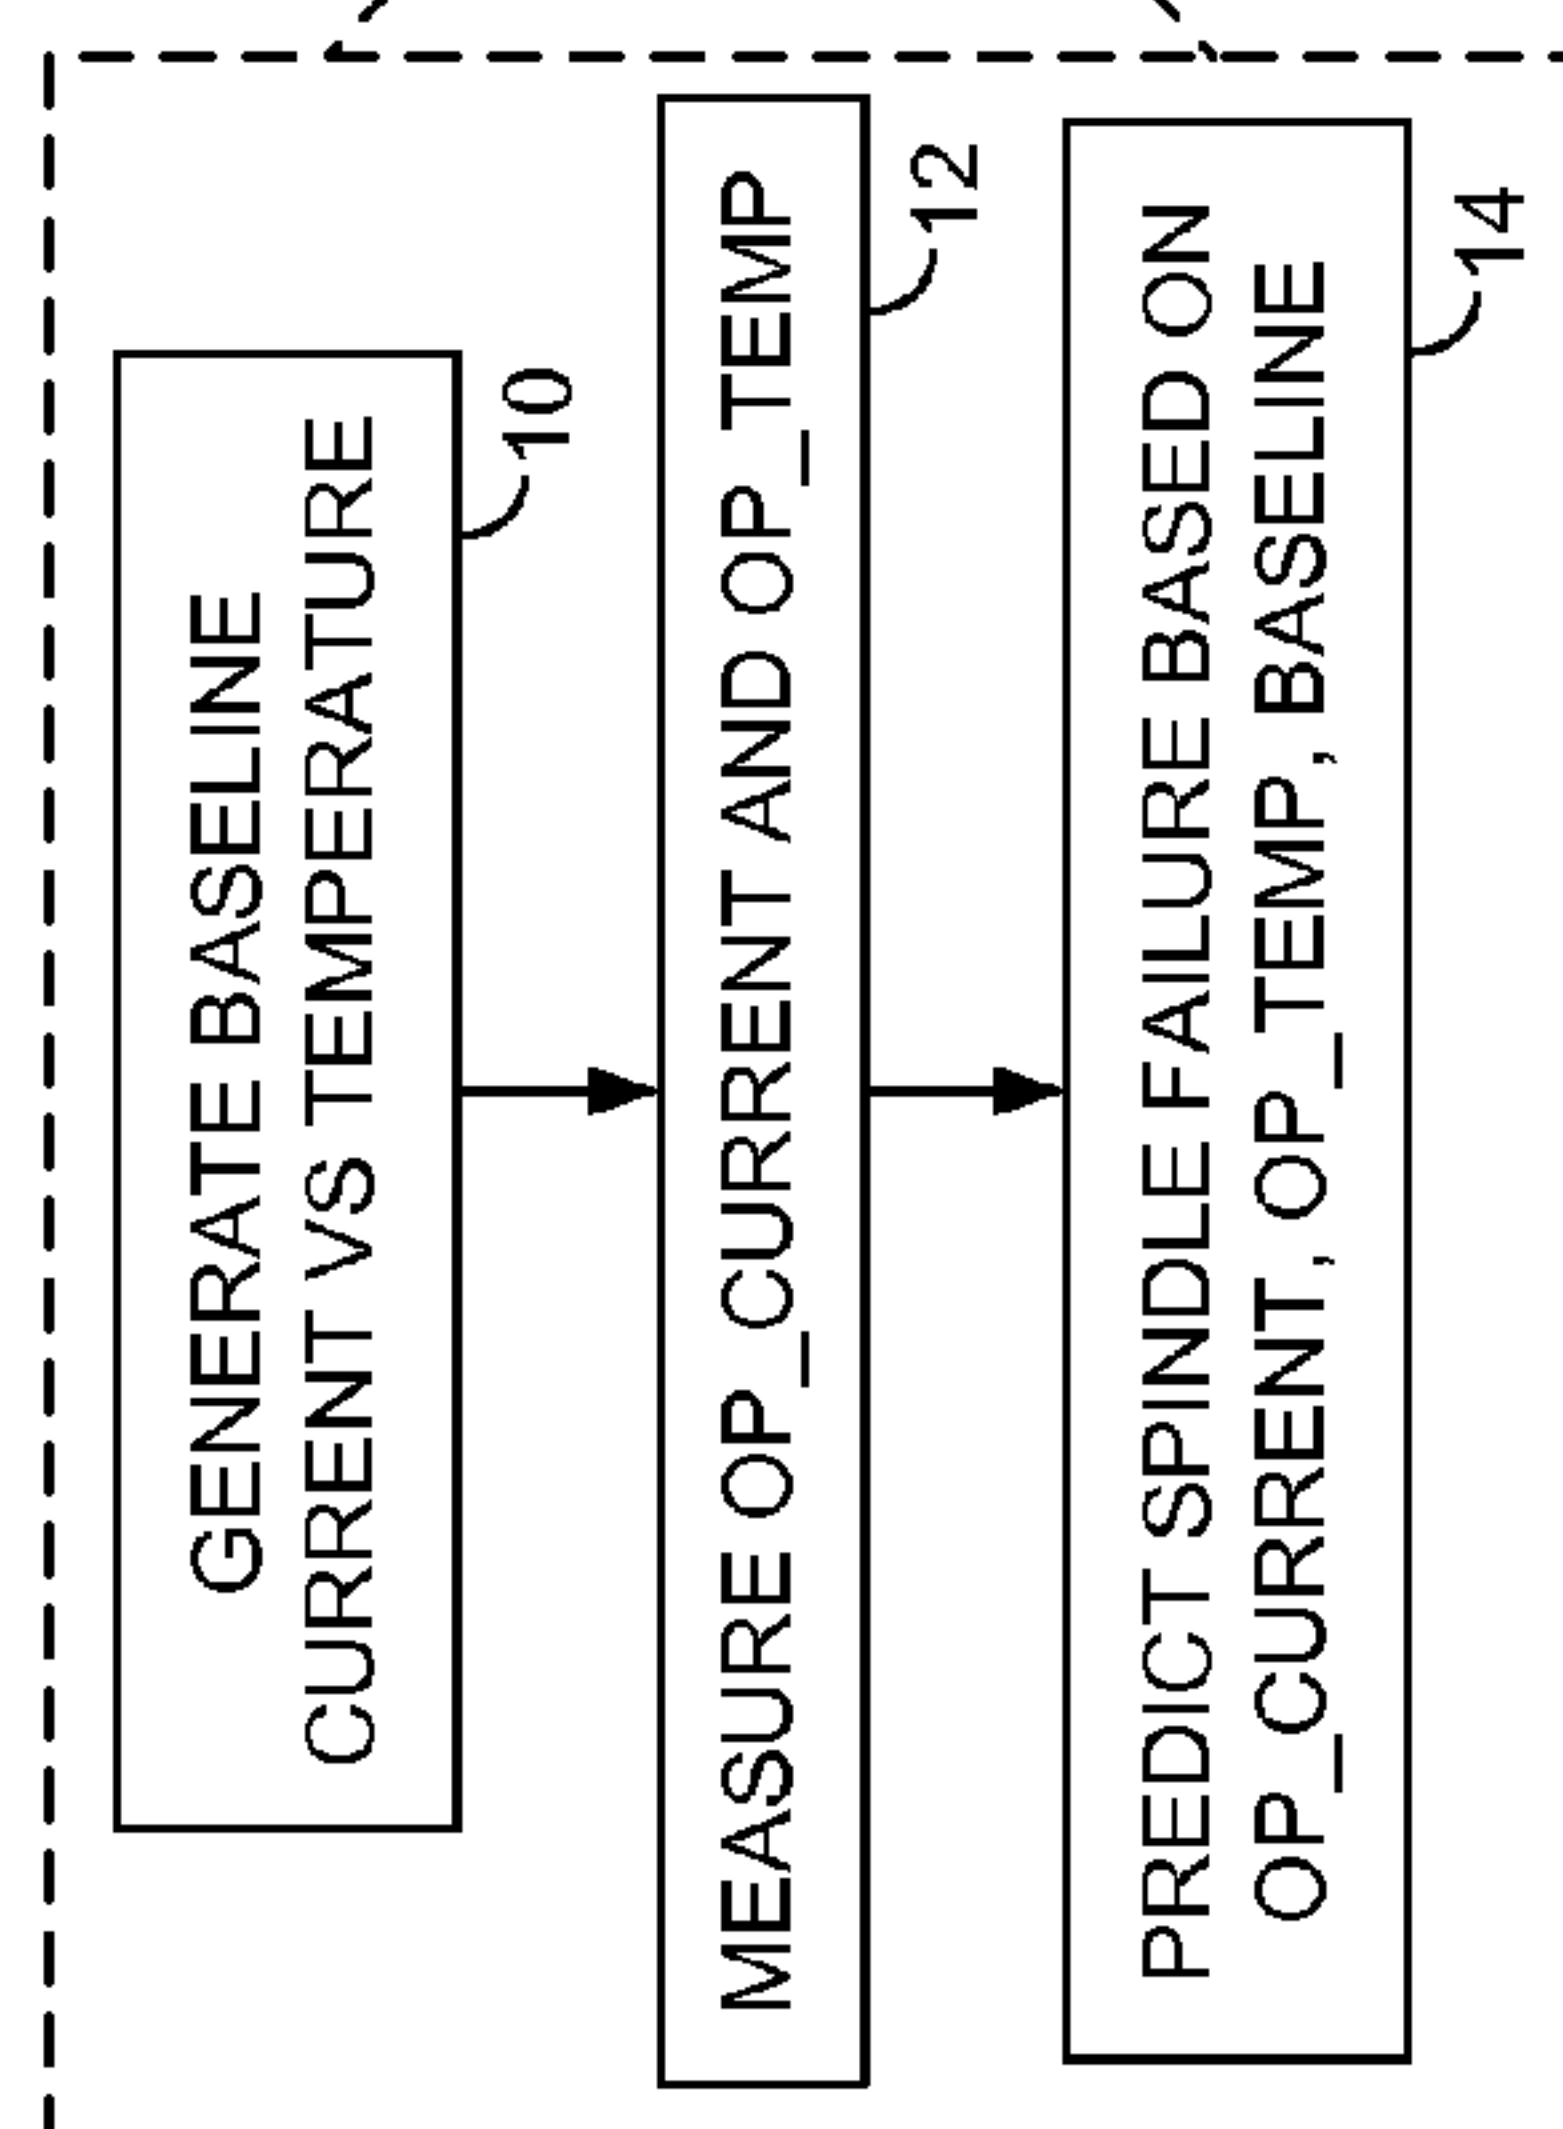 GENERATE BASELINE
CURRENT VS TEMPERATURE
10
MEASURE OP_CURRENT AND OP_TEMP
12
PREDICT SPINDLE FAILURE BASED ON
OP_CURRENT, OP_TEMP, BASELINE
14